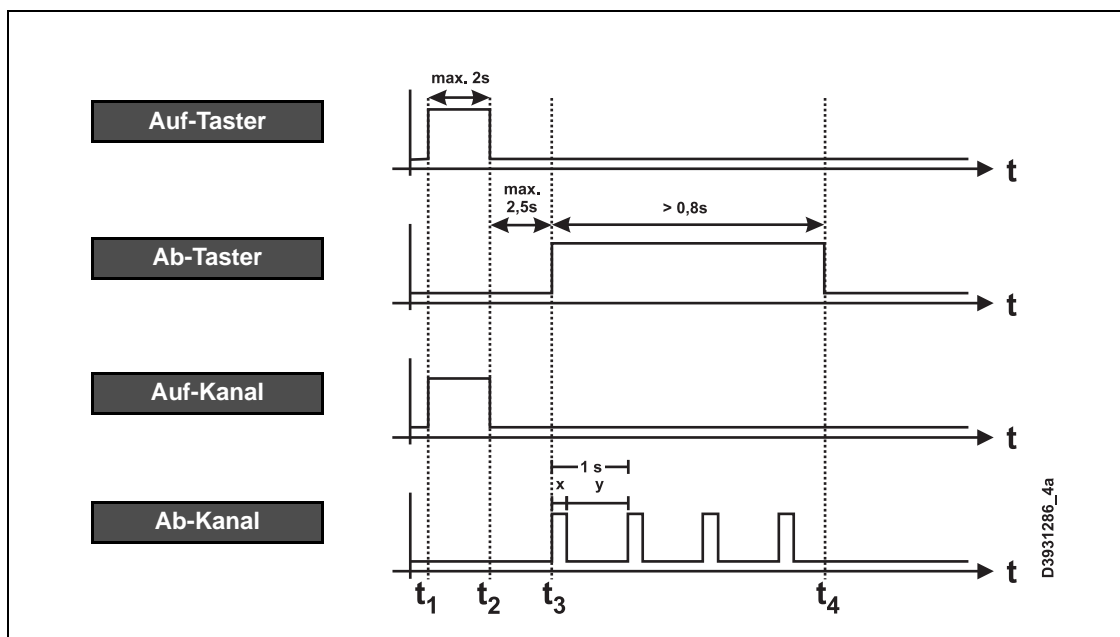 max. 2s
Auf-Taster
t
max.
2,5s
> 0,8s
Ab-Taster
t
Auf-Kanal
t
1 s
x y
Ab-Kanal
t
t1 t2 t3 t4
D3931286_4a